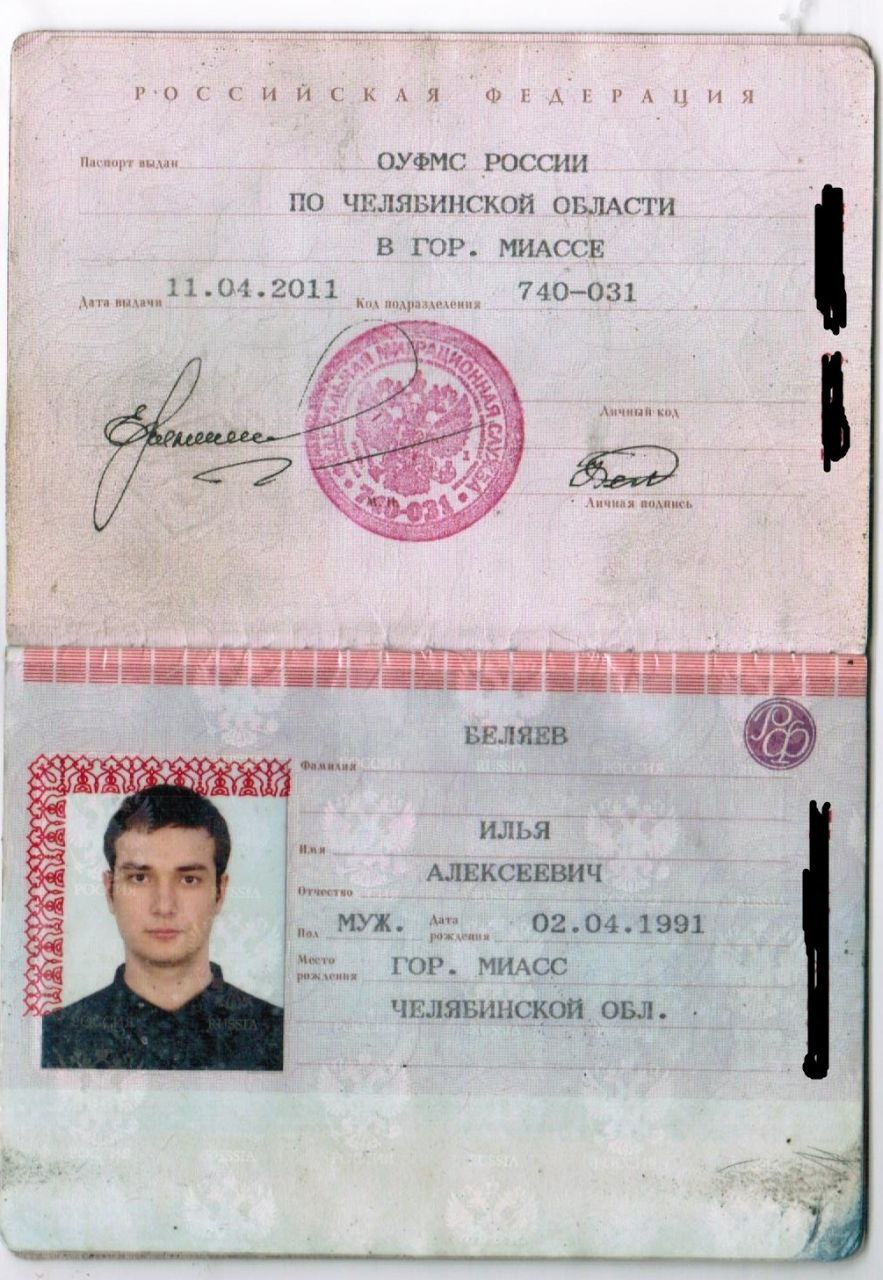 РОССИЙСКАЯ ФЕДЕРАЦИЯ
Паспорт выдан ОУФМС РОССИИ
ПО ЧЕЛЯБИНСКОЙ ОБЛАСТИ
В ГОР. МИАССЕ
Дата выдачи 11.04.2011 Код подразделения 740-031
МИГРАЦИОННАЯ СЛУЖБА
Личный код
М.П.
740-031
Личная подпись
БЕЛЯЕВ
Фамилия
ИЛЬЯ
Имя
АЛЕКСЕЕВИЧ
Отчество
Пол МУЖ. Дата рождения 02.04.1991
Место рождения ГОР. МИАСС
ЧЕЛЯБИНСКОЙ ОБЛ.
РФ
РОССИЯ RUSSIA